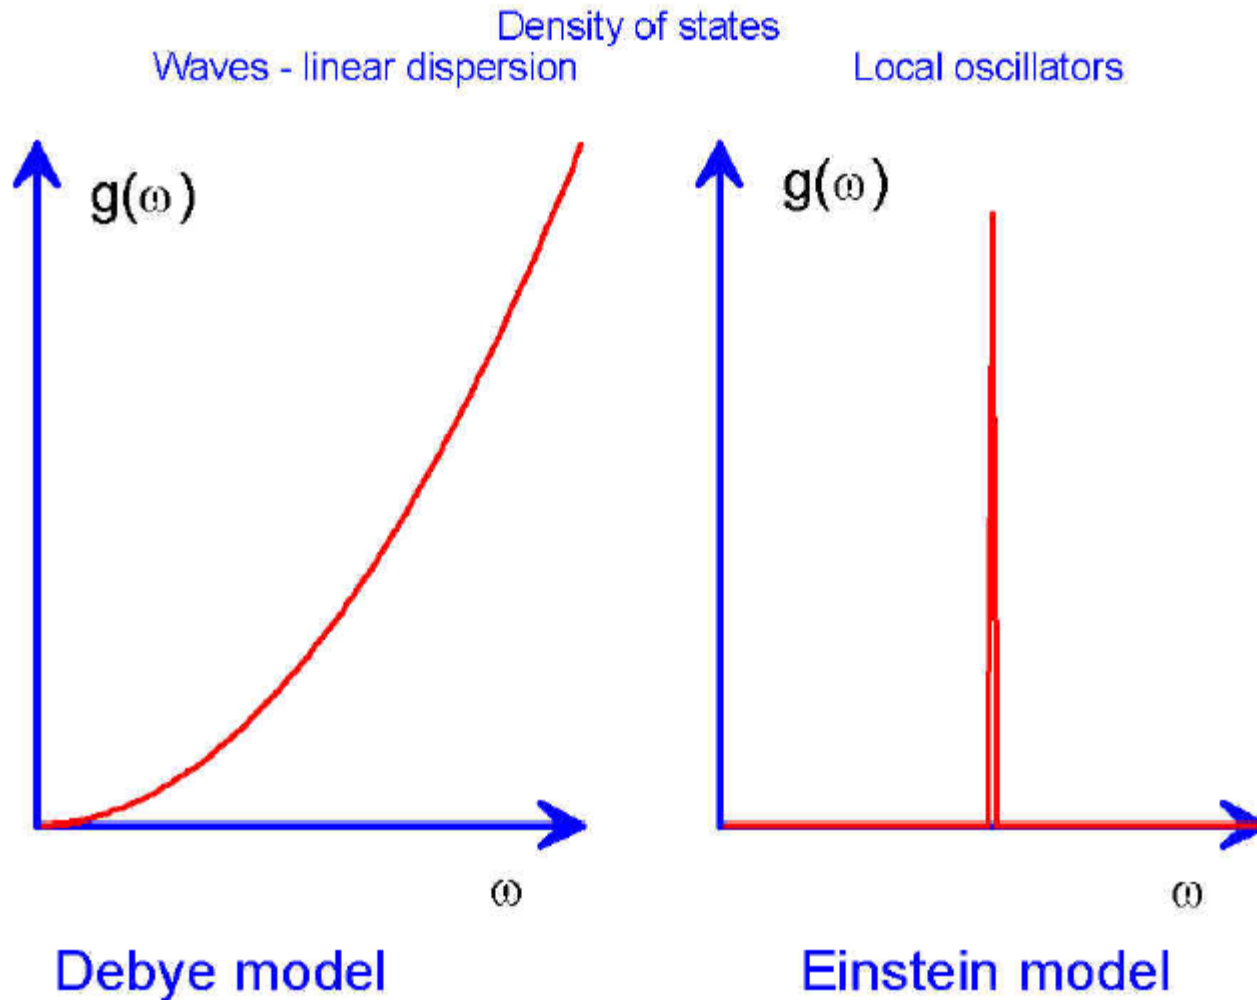 Density of states
Waves - linear dispersion
Local oscillators
g(ω)
g(ω)
ω
ω
Debye model
Einstein model